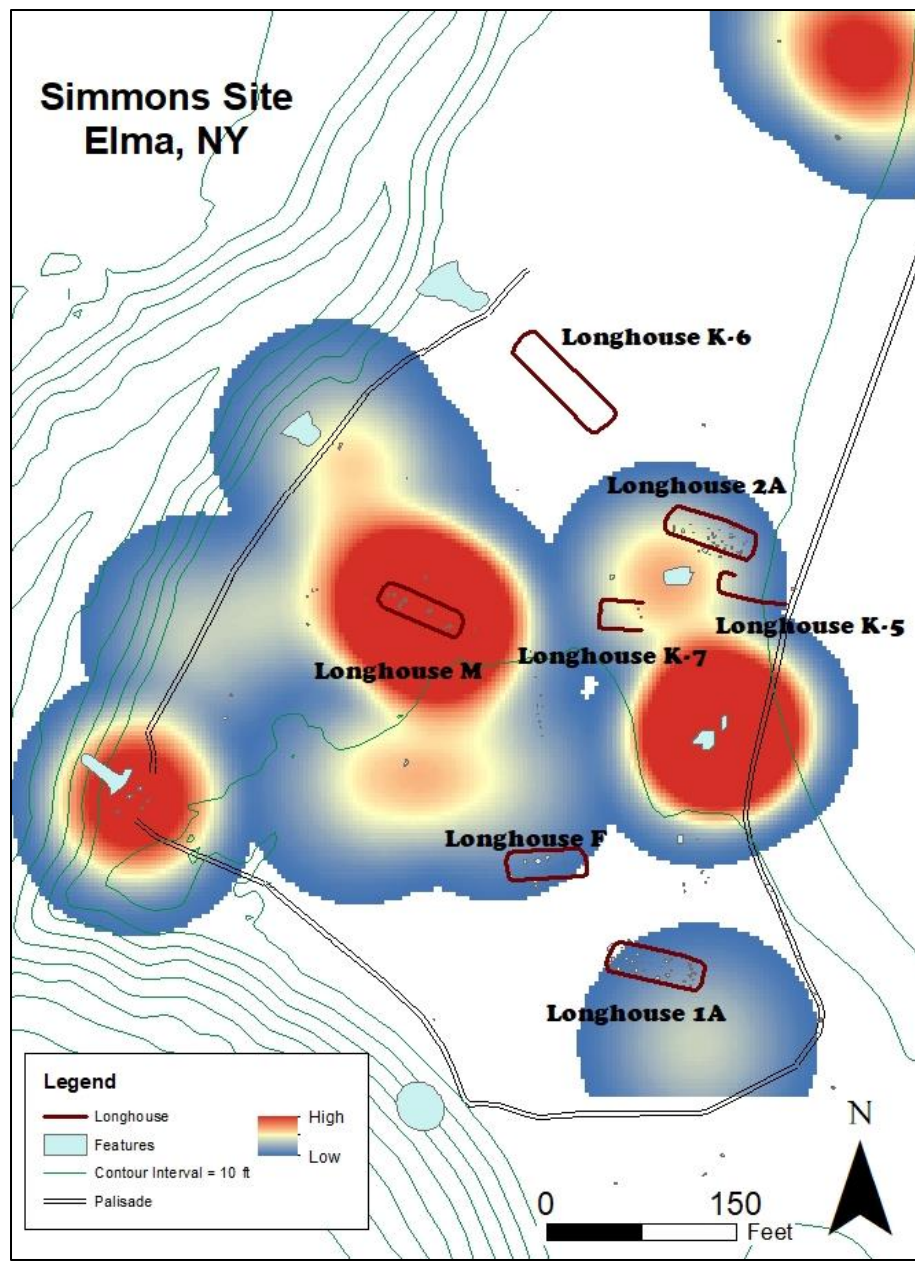 Simmons Site
Elma, NY
Longhouse K-6
Longhouse 2A
Longhouse K-5
Longhouse K-7
Longhouse M
Longhouse F
Longhouse 1A
Legend
Longhouse
Features
Contour Interval = 10 ft
Palisade
High
Low
N
0 150
Feet